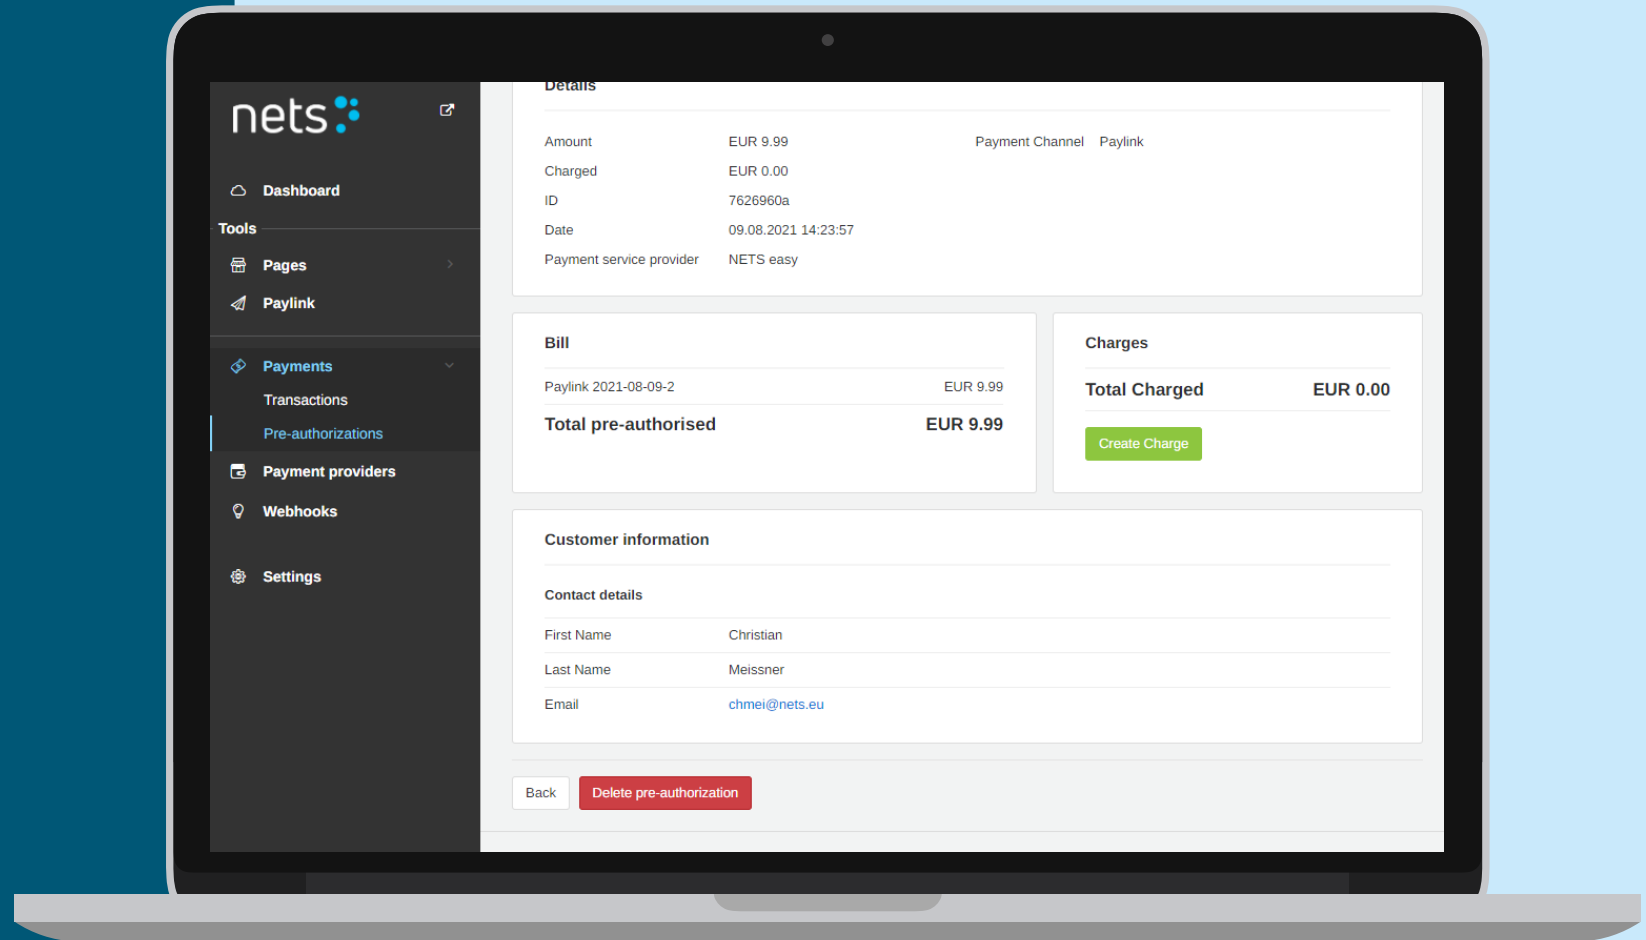 nets
Dashboard
Tools
Pages
Paylink
Payments
Transactions
Pre-authorizations
Payment providers
Webhooks
Settings
Details
Amount EUR 9.99 Payment Channel Paylink
Charged EUR 0.00
ID 7626960a
Date 09.08.2021 14:23:57
Payment service provider NETS easy
Bill
Paylink 2021-08-09-2 EUR 9.99
Total pre-authorised EUR 9.99
Charges
Total Charged EUR 0.00
Create Charge
Customer information
Contact details
First Name Christian
Last Name Meissner
Email chmei@nets.eu
Back Delete pre-authorization